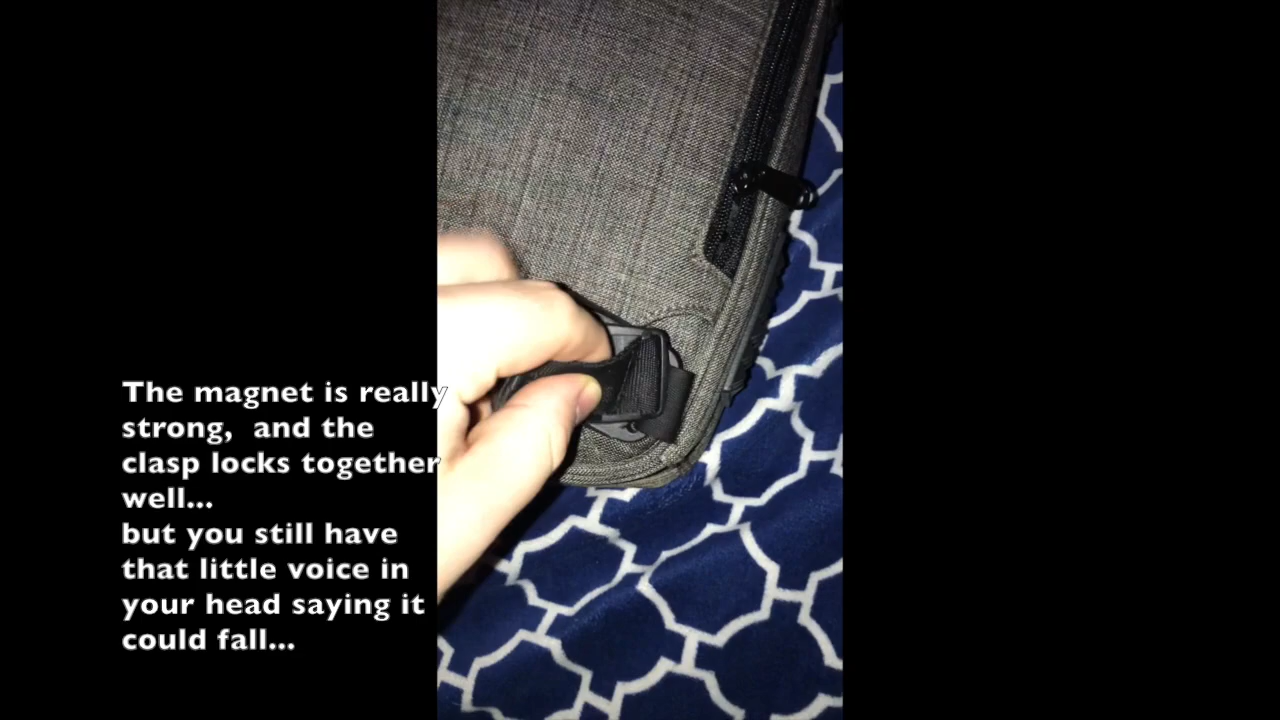 The magnet is really
strong,  and the
clasp locks together
well...
but you still have
that little voice in
your head saying it
could fall...